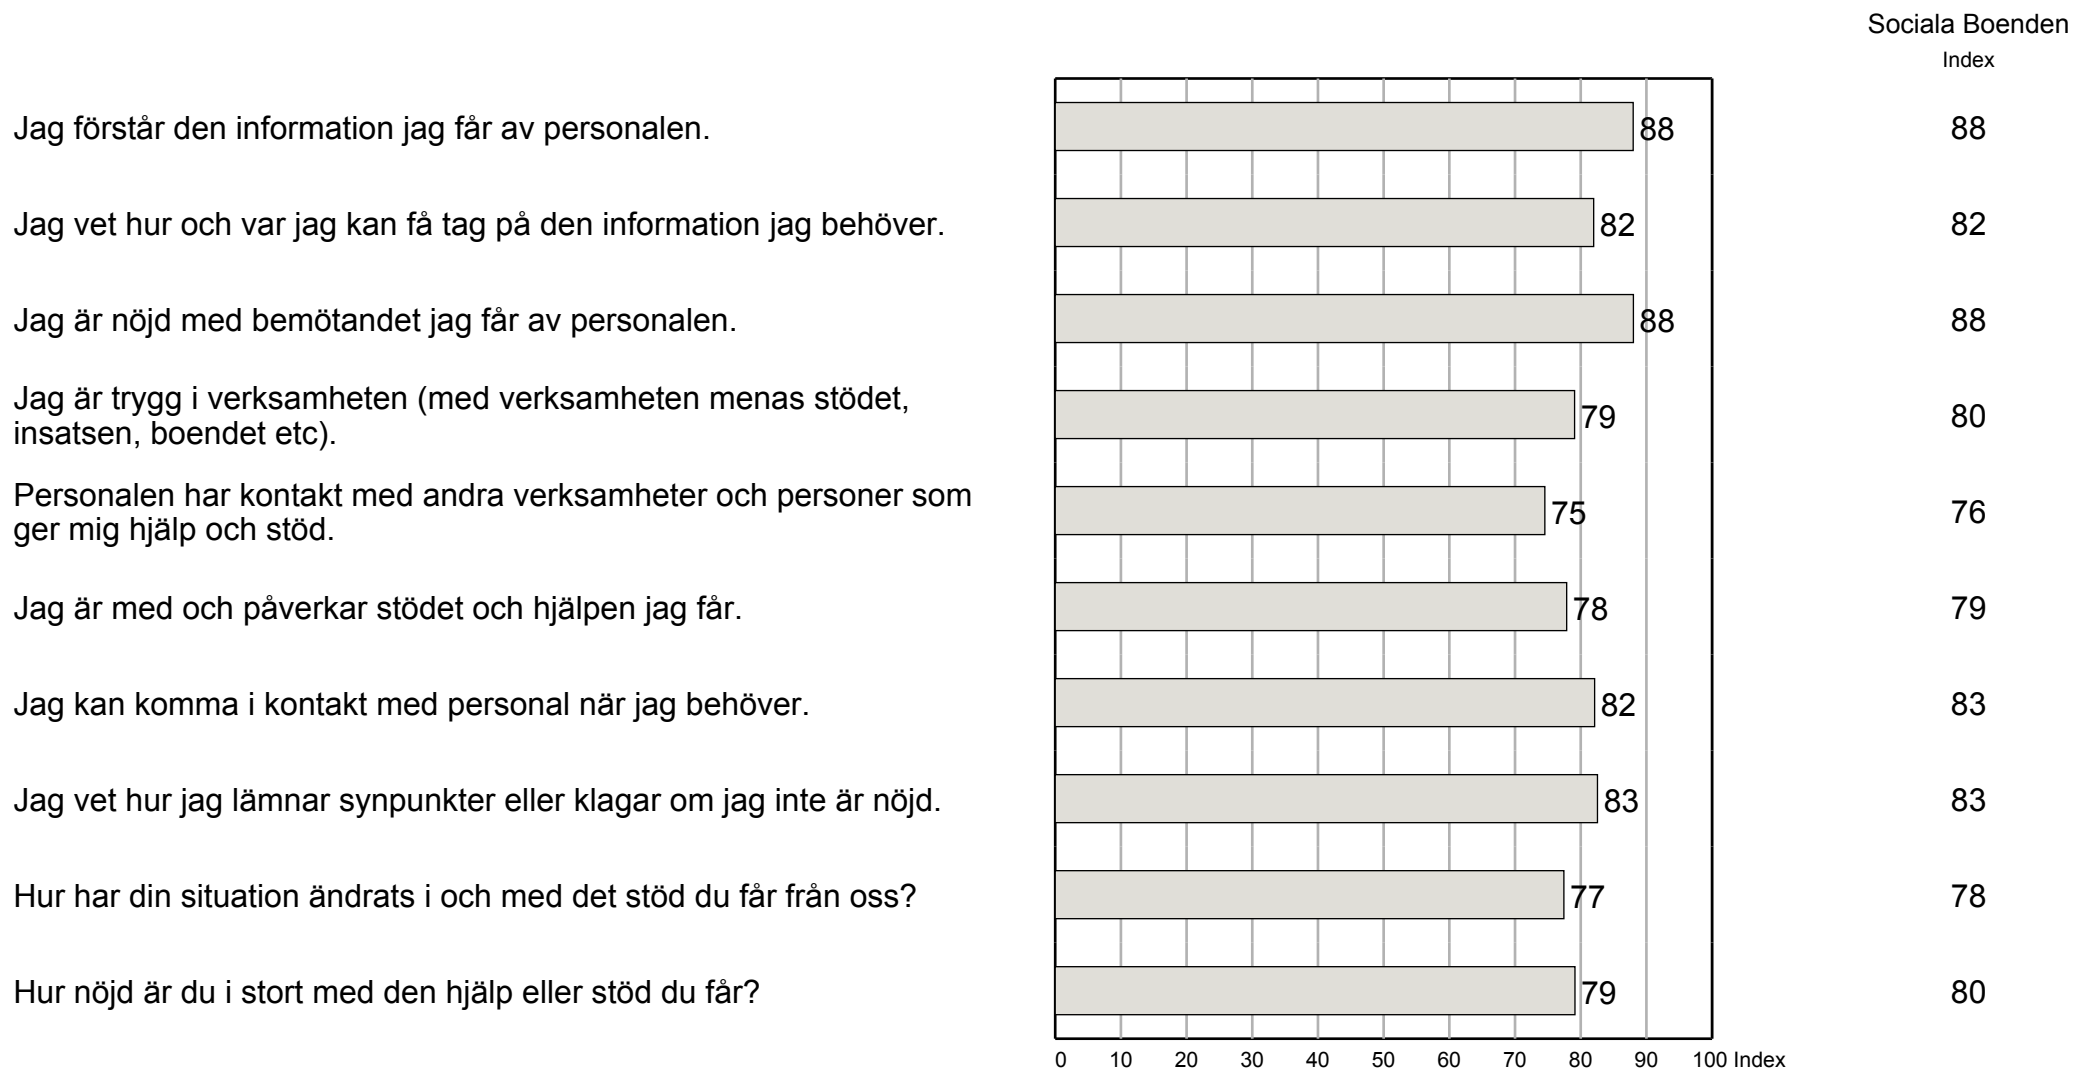 Sociala Boenden
Index
Jag förstår den information jag får av personalen. 88 88
Jag vet hur och var jag kan få tag på den information jag behöver. 82 82
Jag är nöjd med bemötandet jag får av personalen. 88 88
Jag är trygg i verksamheten (med verksamheten menas stödet,
insatsen, boendet etc). 79 80
Personalen har kontakt med andra verksamheter och personer som
ger mig hjälp och stöd. 75 76
Jag är med och påverkar stödet och hjälpen jag får. 78 79
Jag kan komma i kontakt med personal när jag behöver. 82 83
Jag vet hur jag lämnar synpunkter eller klagar om jag inte är nöjd. 83 83
Hur har din situation ändrats i och med det stöd du får från oss? 77 78
Hur nöjd är du i stort med den hjälp eller stöd du får? 79 80
0 10 20 30 40 50 60 70 80 90 100 Index